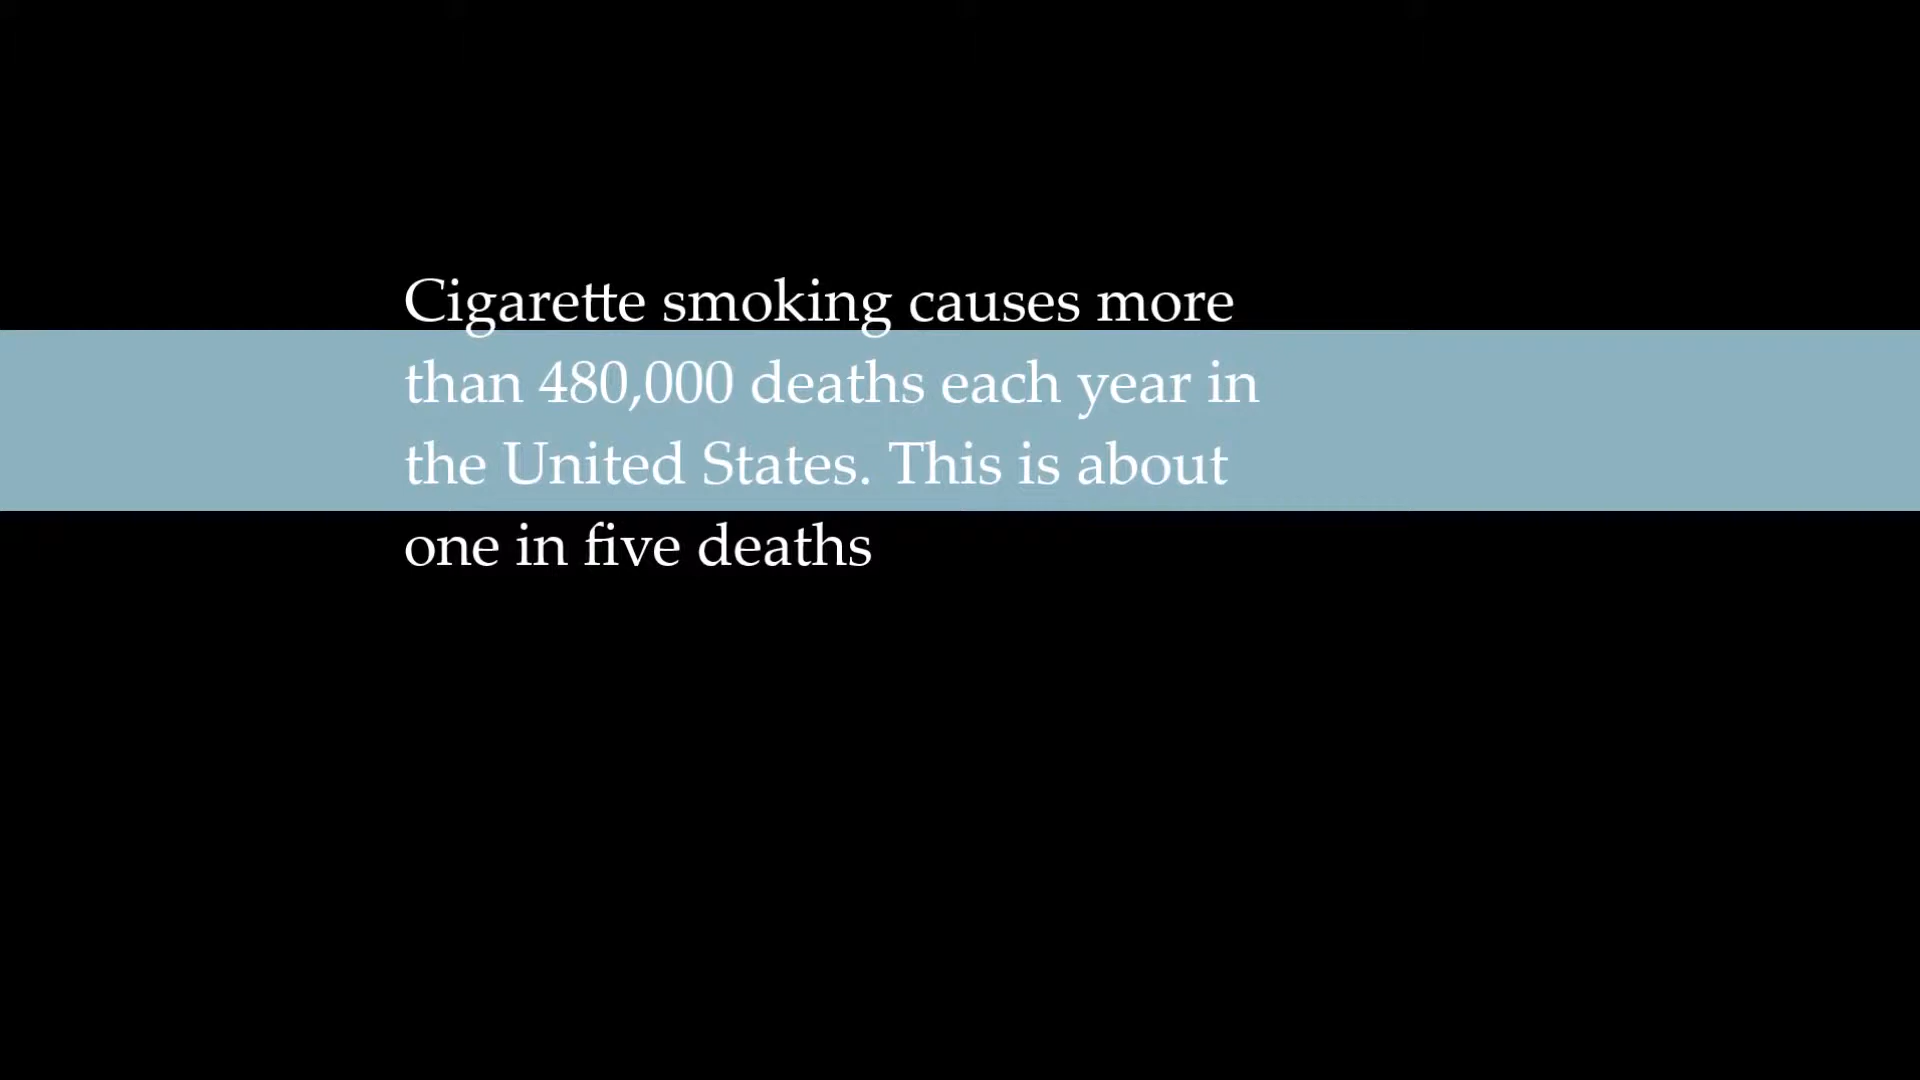 Cigarette smoking causes more
than 480,000 deaths each year in
the United States. This is about
one in five deaths